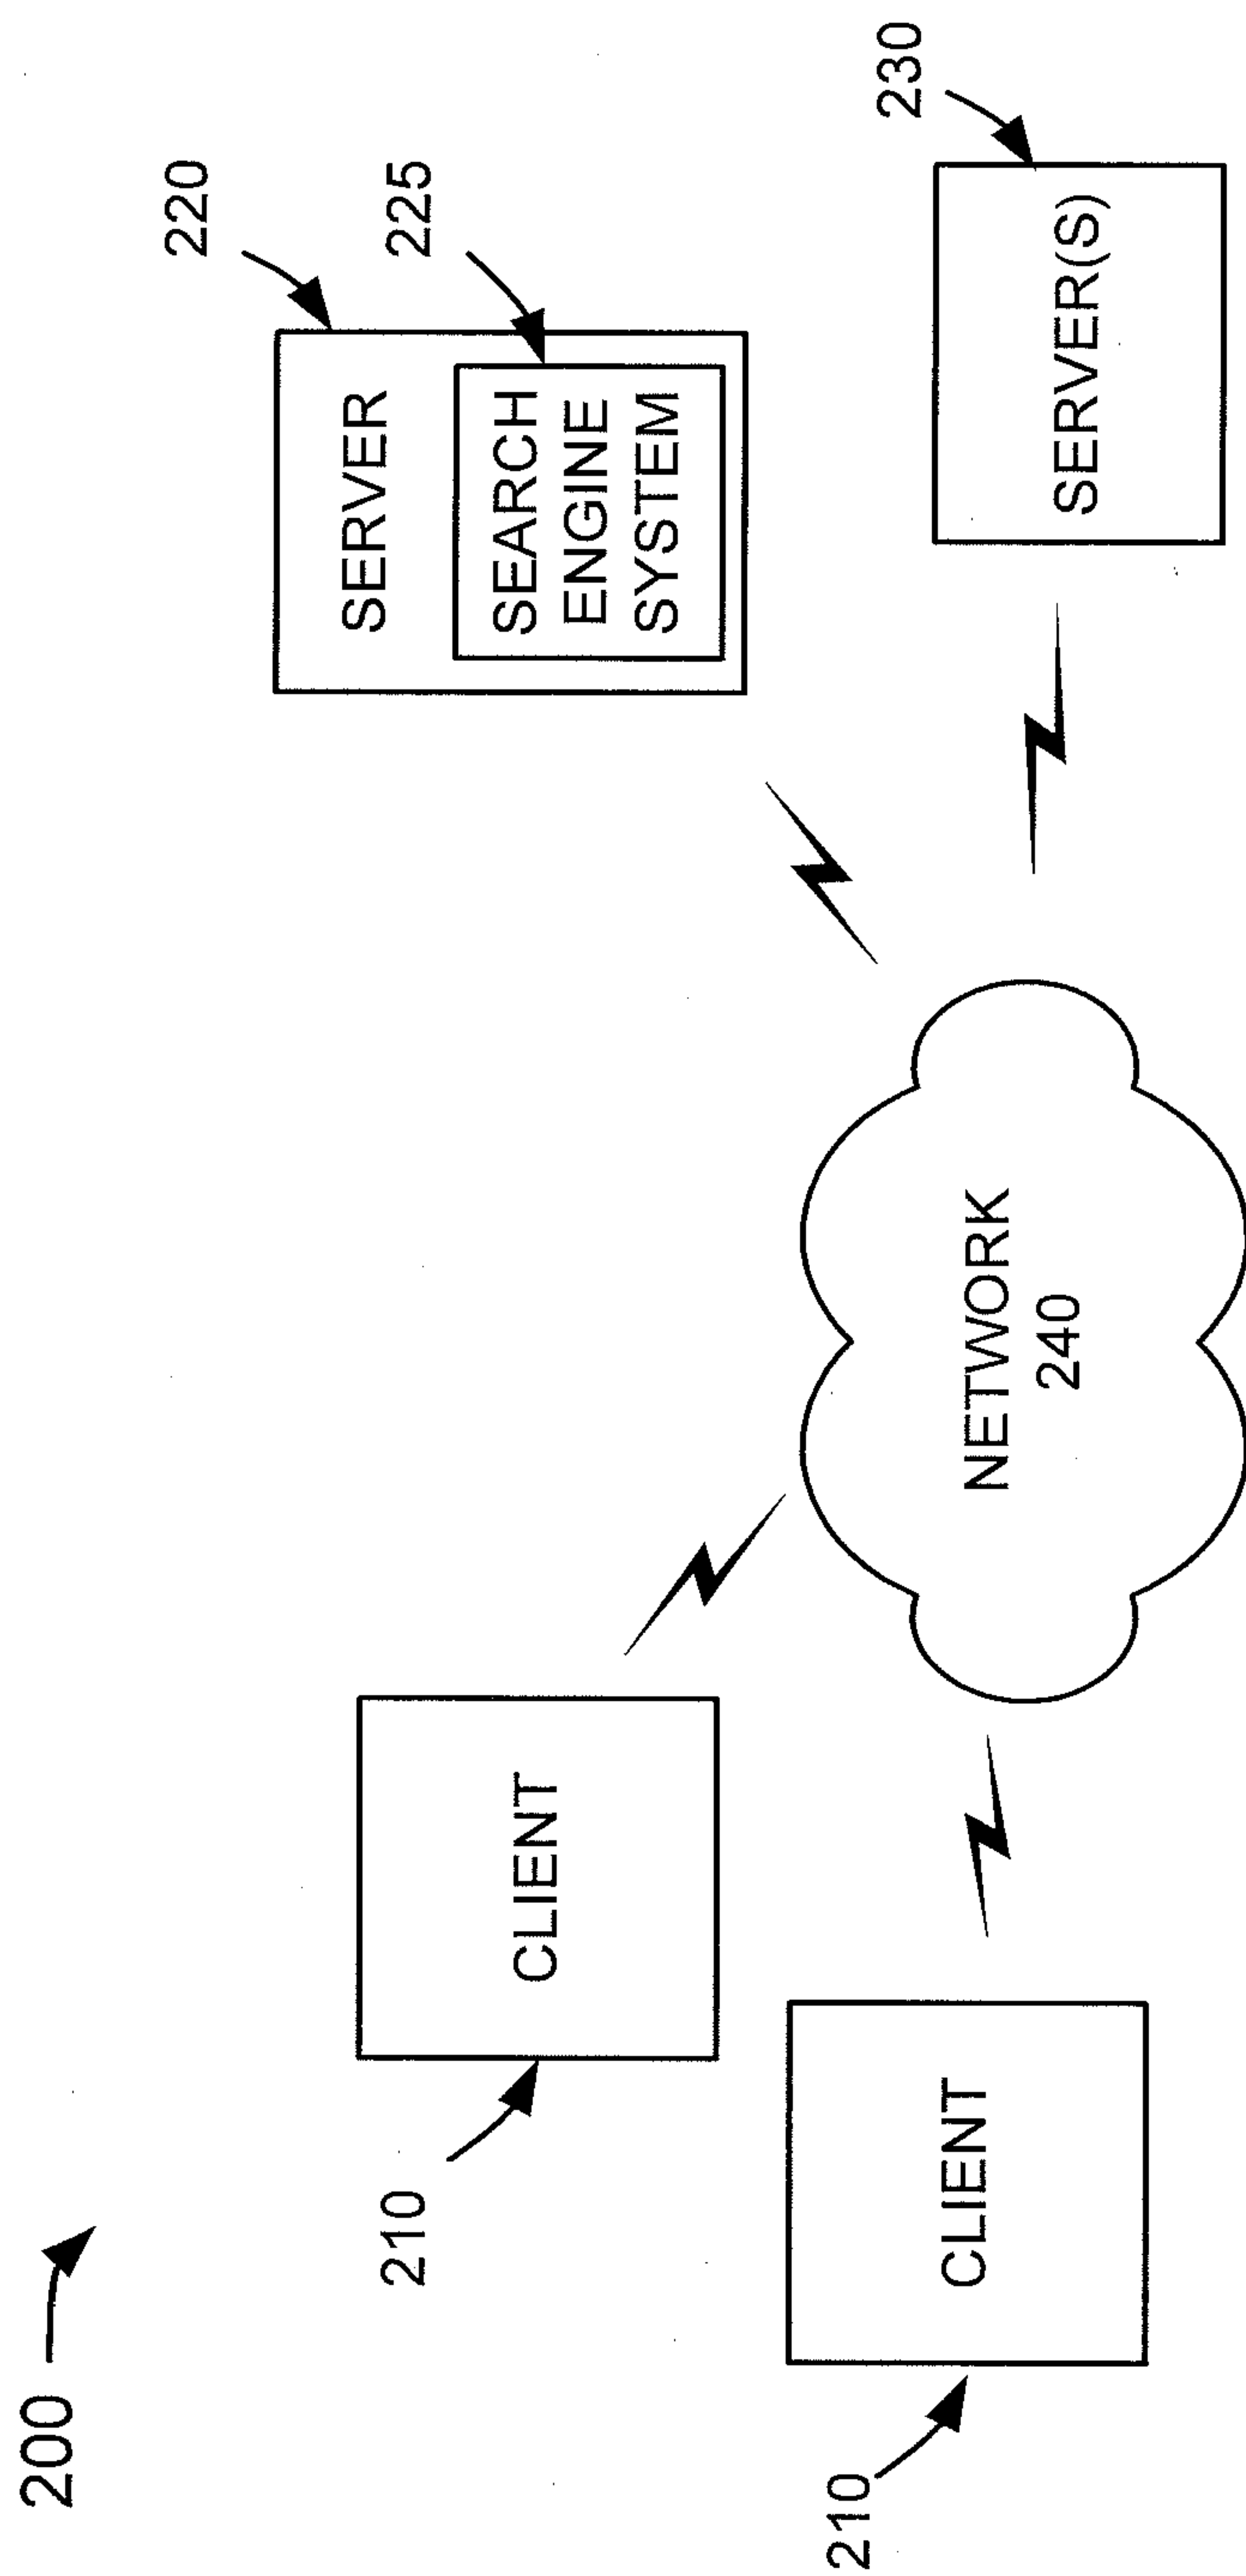 200
210
CLIENT
210
CLIENT
NETWORK
240
220
SERVER
225
SEARCH
ENGINE
SYSTEM
230
SERVER(S)